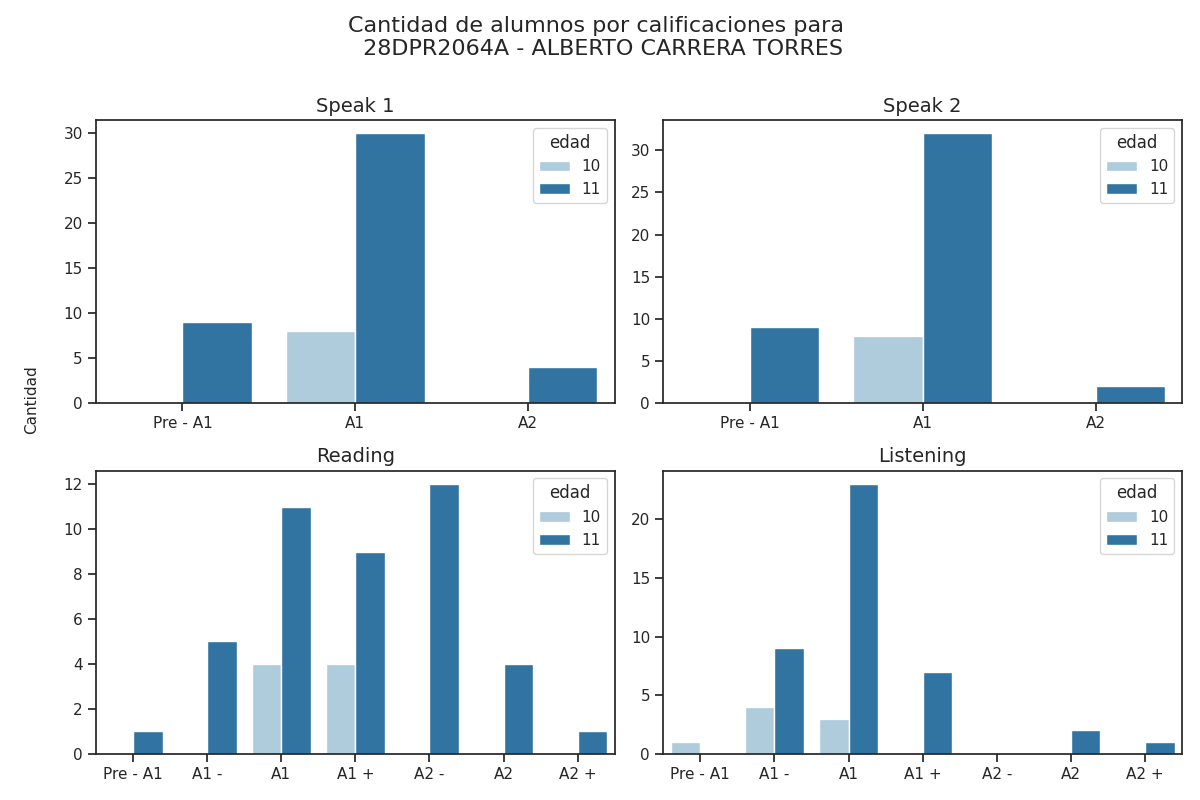 Cantidad de alumnos por calificaciones para
28DPR2064A - ALBERTO CARRERA TORRES
Cantidad
Speak 1
30
25
20
15
10
5
0
Pre - A1
A1
A2
edad
10
11
Speak 2
30
25
20
15
10
5
0
Pre - A1
A1
A2
edad
10
11
Reading
12
10
8
6
4
2
0
Pre - A1
A1 -
A1
A1 +
A2 -
A2
A2 +
edad
10
11
Listening
20
15
10
5
0
Pre - A1
A1 -
A1
A1 +
A2 -
A2
A2 +
edad
10
11